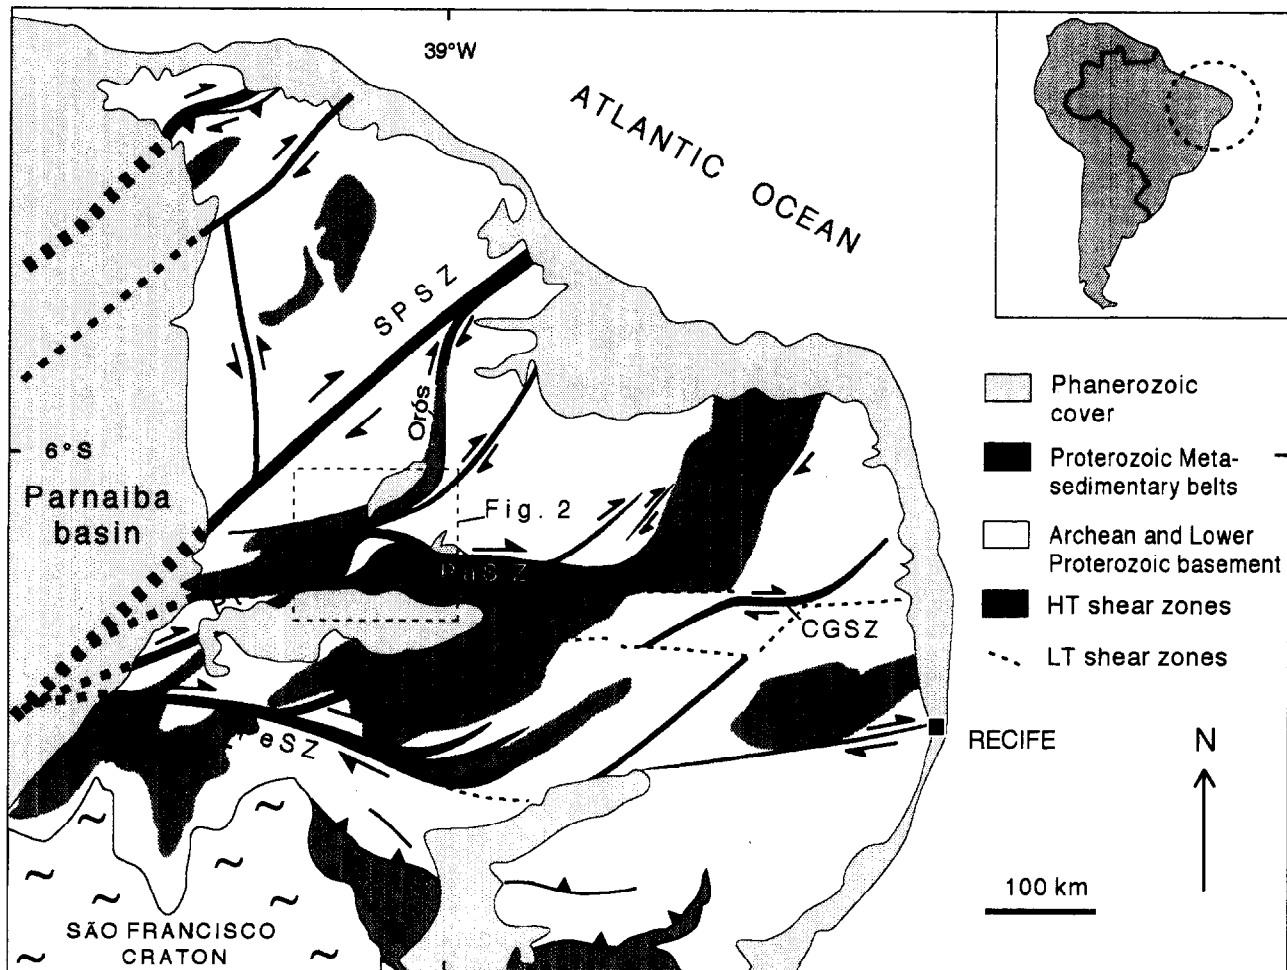 39°W
ATLANTIC OCEAN
SPSZ
Orós
6°S
Parnaiba
basin
Fig. 2
PaSZ
CGSZ
PeSZ
RECIFE
N
100 km
SÃO FRANCISCO
CRATON
Phanerozoic
cover
Proterozoic Meta-
sedimentary belts
Archean and Lower
Proterozoic basement
HT shear zones
LT shear zones